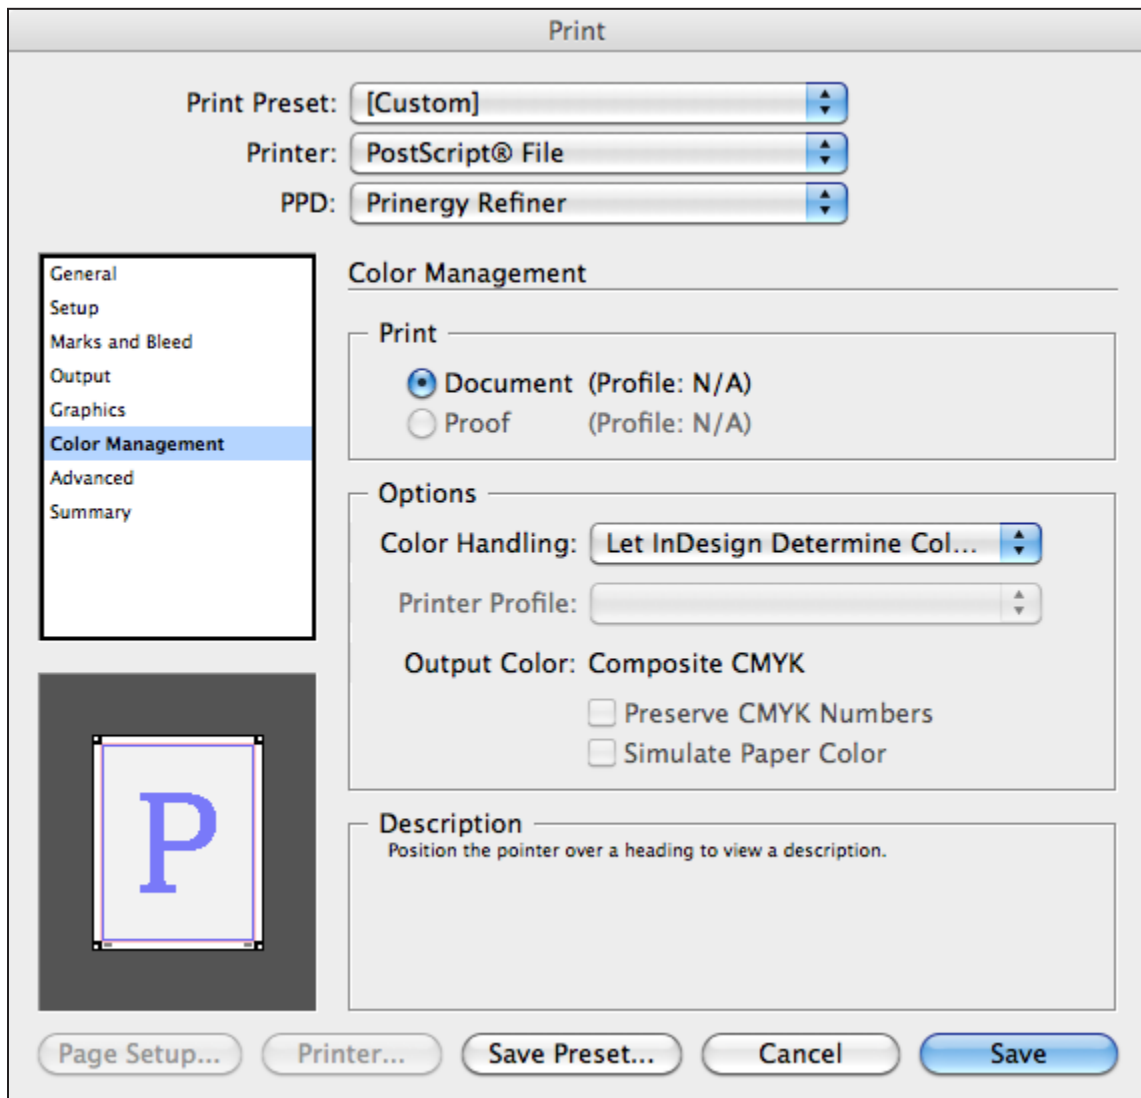 Print
Print Preset: [Custom]
Printer: PostScript® File
PPD: Prinergy Refiner
General
Setup
Marks and Bleed
Output
Graphics
Color Management
Advanced
Summary
Color Management
Print
Document (Profile: N/A)
Proof (Profile: N/A)
Options
Color Handling: Let InDesign Determine Col...
Printer Profile:
Output Color: Composite CMYK
Preserve CMYK Numbers
Simulate Paper Color
P
Description
Position the pointer over a heading to view a description.
Page Setup... Printer... Save Preset... Cancel Save